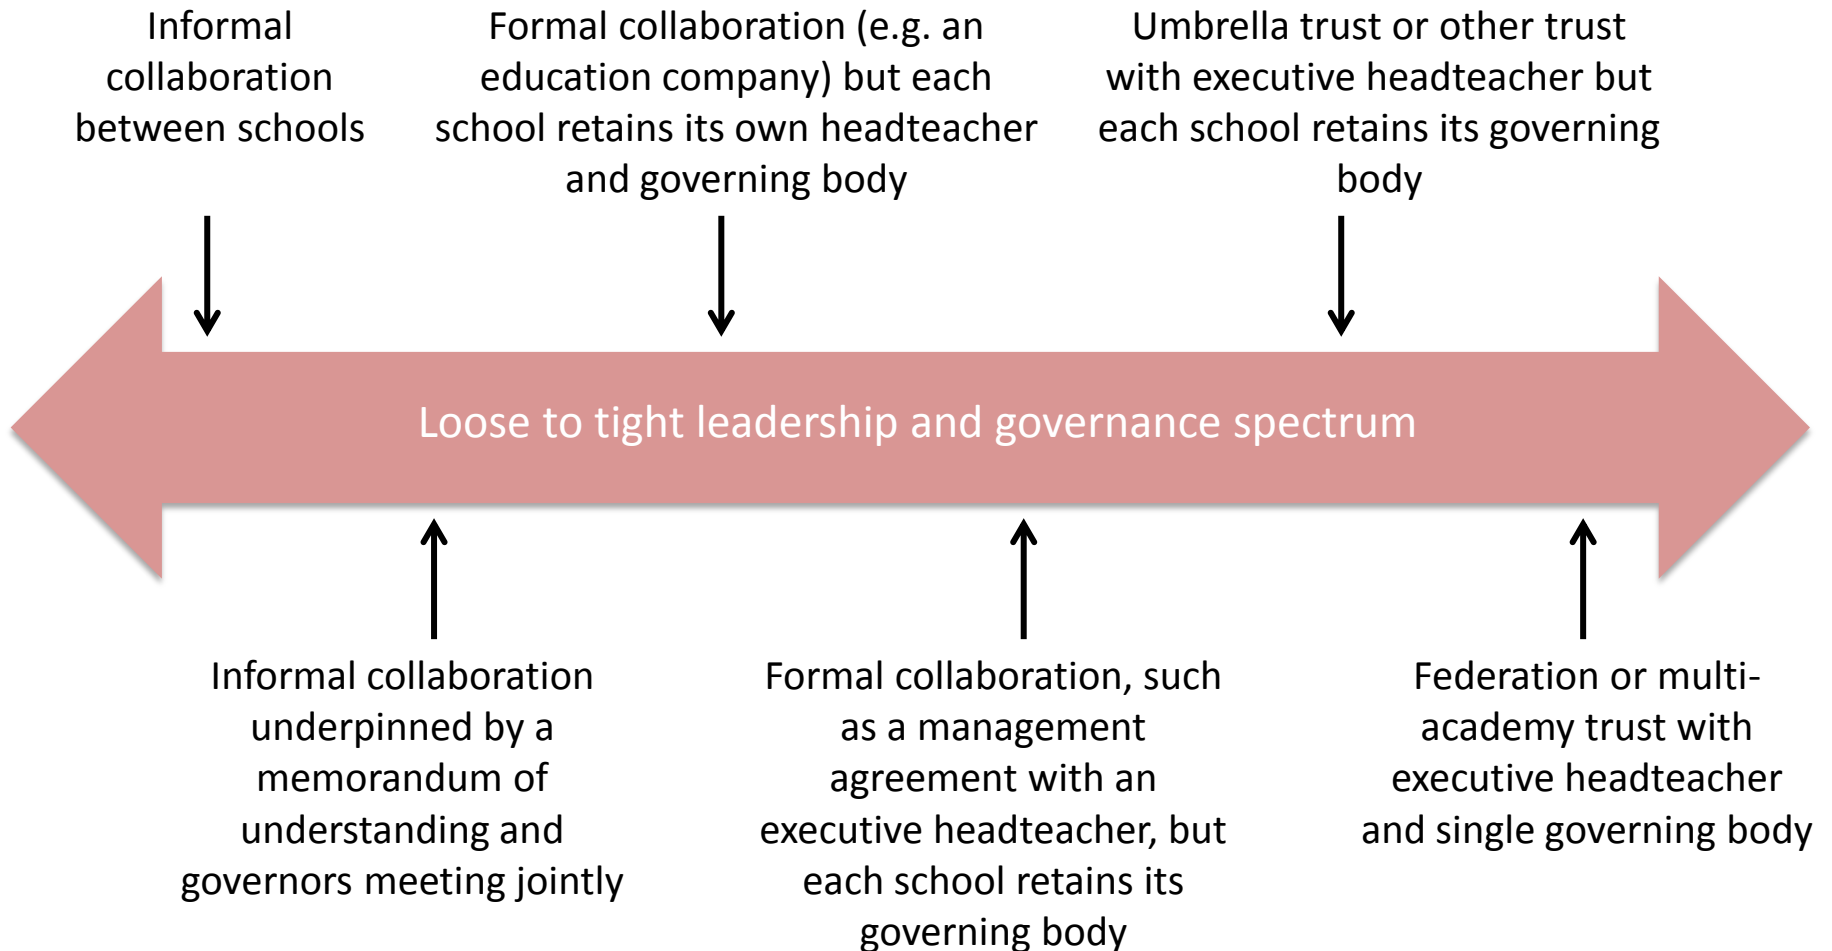 Informal
collaboration
between schools
Formal collaboration (e.g. an
education company) but each
school retains its own headteacher
and governing body
Umbrella trust or other trust
with executive headteacher but
each school retains its governing
body
Loose to tight leadership and governance spectrum
Informal collaboration
underpinned by a
memorandum of
understanding and
governors meeting jointly
Formal collaboration, such
as a management
agreement with an
executive headteacher, but
each school retains its
governing body
Federation or multi-
academy trust with
executive headteacher
and single governing body